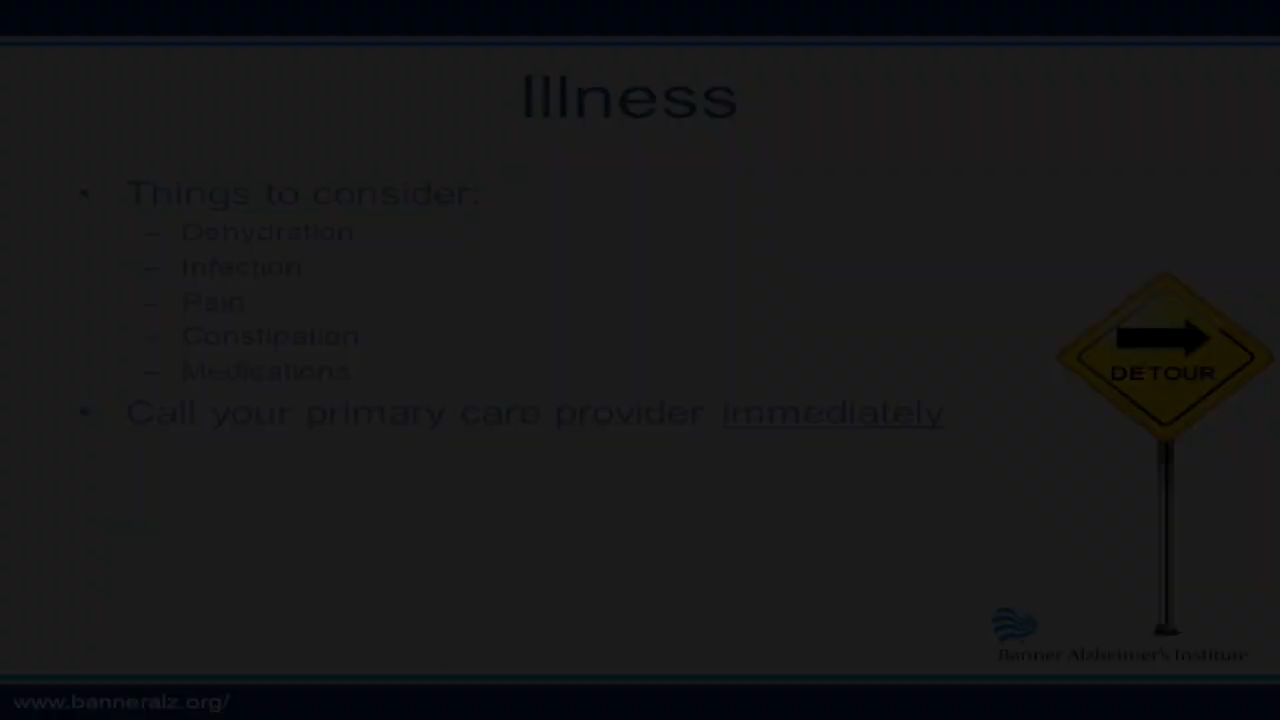 Illness
• Things to consider:
– Dehydration
– Infection
– Pain
– Constipation
– Medications
• Call your primary care provider immediately
DETOUR
Banner Alzheimer's Institute
www.banneralz.org/